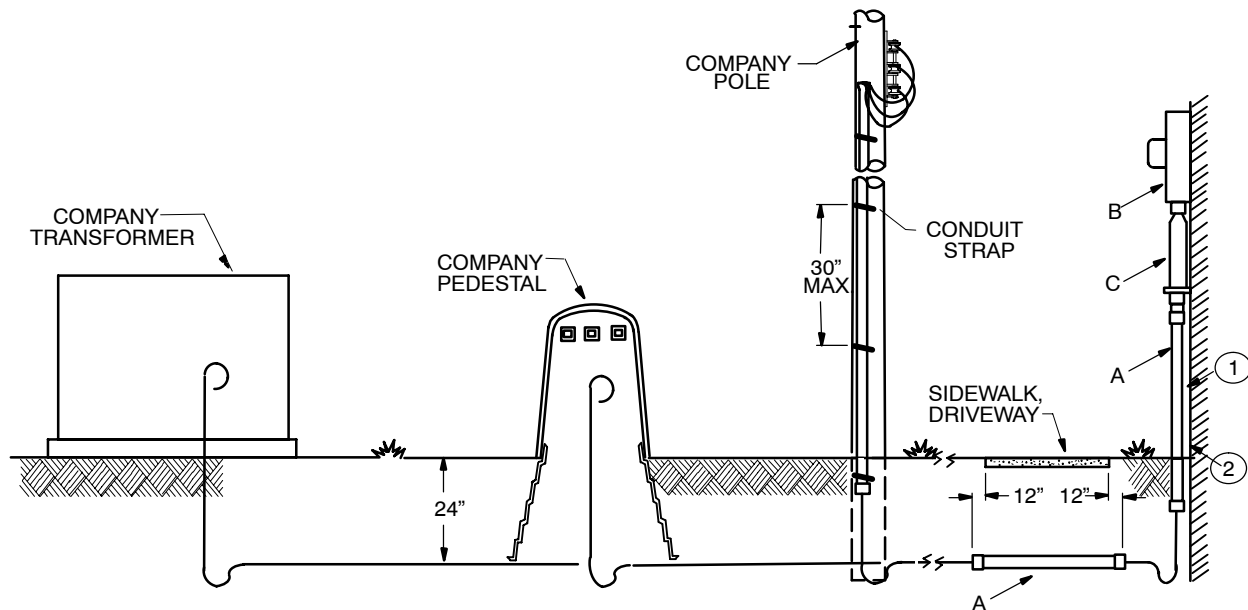 COMPANY
POLE
COMPANY
TRANSFORMER
COMPANY
PEDESTAL
CONDUIT
STRAP
30”
MAX
B
C
A
1
SIDEWALK,
DRIVEWAY
2
24”
12” 12”
A